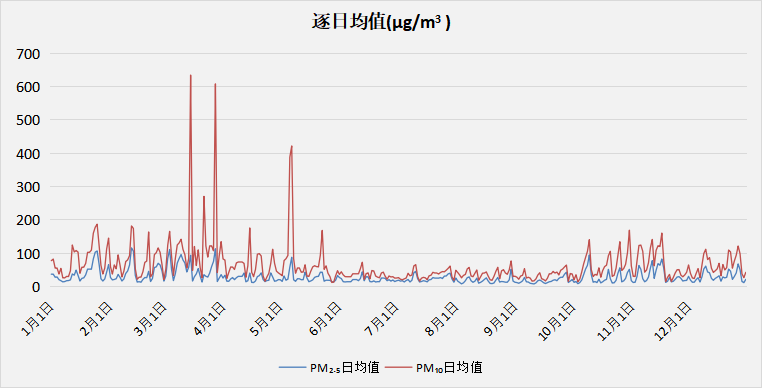 逐日均值(μg/m³ )
700
600
500
400
300
200
100
0
1月1日
2月1日
3月1日
4月1日
5月1日
6月1日
7月1日
8月1日
9月1日
10月1日
11月1日
12月1日
PM₂.₅日均值
PM₁₀日均值